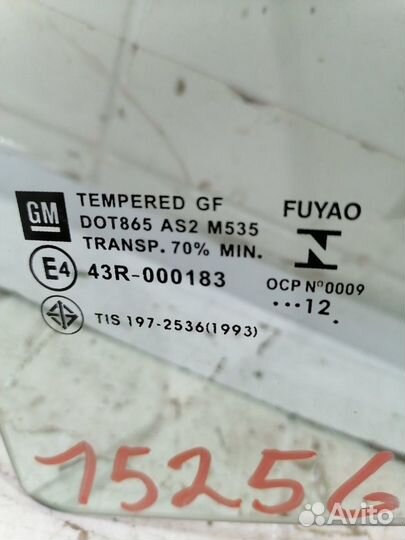 GM
TEMPERED GF
DOT865 AS2 M535
TRANSP. 70% MIN.
E4 43R-000183
TIS 197-2536(1993)
FUYAO
OCP Nº0009
...12.
15256
Avito